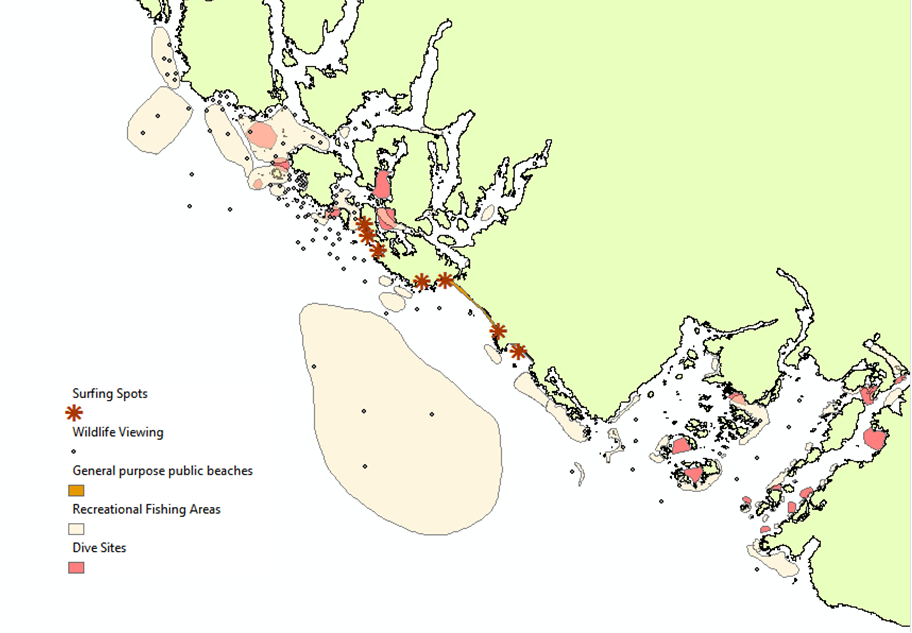 Surfing Spots
Wildlife Viewing
General purpose public beaches
Recreational Fishing Areas
Dive Sites